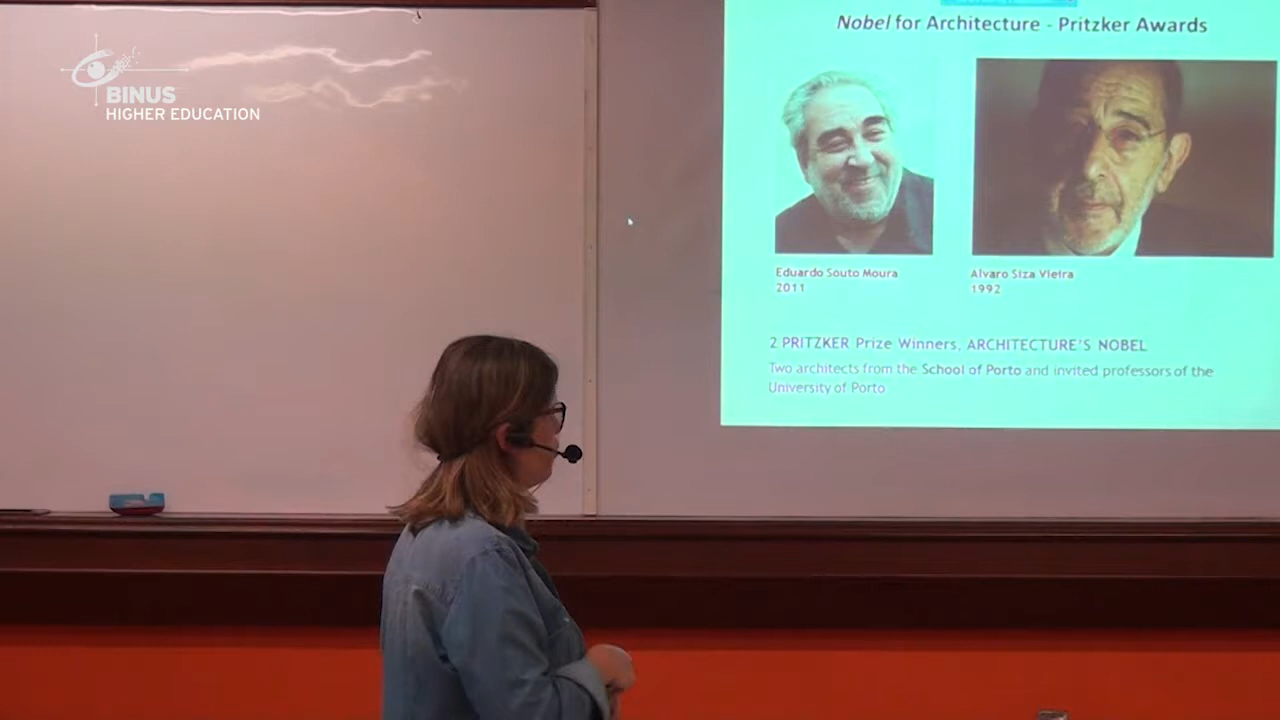 BINUS
HIGHER EDUCATION
Nobel for Architecture - Pritzker Awards
Eduardo Souto Moura
2011
Alvaro Siza Vieira
1992
2 PRITZKER Prize Winners, ARCHITECTURE'S NOBEL
Two architects from the School of Porto and invited professors of the
University of Porto